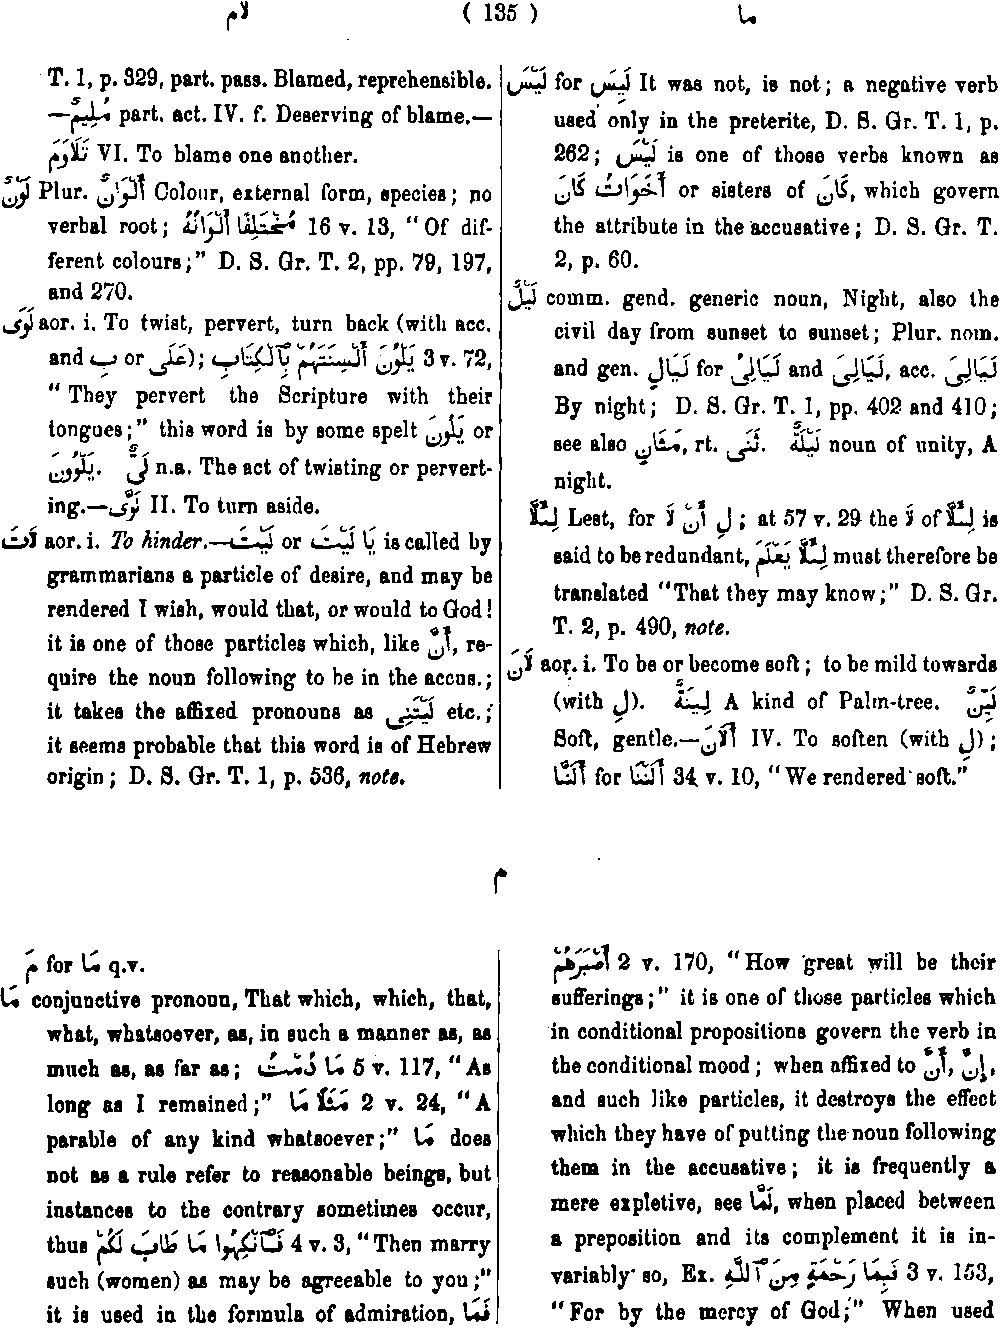 لام ( 135 ) ما
T. 1, p. 329, part. pass. Blamed, reprehensible.
—مُلِيمٌ part. act. IV. f. Deserving of blame.—
تَلَاوَمَ VI. To blame one another.
لَوْنٌ Plur. أَلْوَانٌ Colour, external form, species; no
verbal root; مُخْتَلِفًا أَلْوَانُهُ 16 v. 13, "Of dif-
ferent colours;" D. S. Gr. T. 2, pp. 79, 197,
and 270.
لَوَى aor. i. To twist, pervert, turn back (with acc.
and بِ or عَلَى); يَلْوُنَ أَلْسِنَتَهُمْ بِٱلْكِتَابِ 3 v. 72,
"They pervert the Scripture with their
tongues;" this word is by some spelt يَلُونَ or
يَلْوُونَ. لَيٌّ n.a. The act of twisting or pervert-
ing.—لَوَّى II. To turn aside.
لَاتَ aor. i. To hinder.—لَيْتَ or يَا لَيْتَ is called by
grammarians a particle of desire, and may be
rendered I wish, would that, or would to God!
it is one of those particles which, like أَنَّ, re-
quire the noun following to be in the accus.;
it takes the affixed pronouns as لَيْتَنِى etc.;
it seems probable that this word is of Hebrew
origin; D. S. Gr. T. 1, p. 536, note.
لَيْسَ for لَيِسَ It was not, is not; a negative verb
used only in the preterite, D. S. Gr. T. 1, p.
262; لَيْسَ is one of those verbs known as
أَخَوَاتُ كَانَ or sisters of كَانَ, which govern
the attribute in the accusative; D. S. Gr. T.
2, p. 60.
لَيْلٌ comm. gend. generic noun, Night, also the
civil day from sunset to sunset; Plur. nom.
and gen. لَيَالٍ for لَيَالِىُ and لَيَالِىَ, acc. لَيَالِىَ
By night; D. S. Gr. T. 1, pp. 402 and 410;
see also مَثَانٍ, rt. ثَنَى. لَيْلَةٌ noun of unity, A
night.
لِئَلَّا Lest, for لِ أَنْ لَا; at 57 v. 29 the لَا of لِئَلَّا is
said to be redundant, لِئَلَّا يَعْلَمَ must therefore be
translated "That they may know;" D. S. Gr.
T. 2, p. 490, note.
لَانَ aor. i. To be or become soft; to be mild towards
(with لِ). لِينَةٌ A kind of Palm-tree. لَيِّنٌ
Soft, gentle.—أَلَانَ IV. To soften (with لِ);
أَلَنَّا for أَلَنْنَا 34 v. 10, "We rendered soft."
م
مَ for مَا q.v.
مَا conjunctive pronoun, That which, which, that,
what, whatsoever, as, in such a manner as, as
much as, as far as; مَا دُمْتُ 5 v. 117, "As
long as I remained;" مَثَلًا مَا 2 v. 24, "A
parable of any kind whatsoever;" مَا does
not as a rule refer to reasonable beings, but
instances to the contrary sometimes occur,
thus فَٱنْكِحُوا مَا طَابَ لَكُمْ 4 v. 3, "Then marry
such (women) as may be agreeable to you;"
it is used in the formula of admiration, فَمَا
أَصْبَرَهُمْ 2 v. 170, "How great will be their
sufferings;" it is one of those particles which
in conditional propositions govern the verb in
the conditional mood; when affixed to أَنَّ, إِنَّ,
and such like particles, it destroys the effect
which they have of putting the noun following
them in the accusative; it is frequently a
mere expletive, see لَمَّا, when placed between
a preposition and its complement it is in-
variably so, Ex. فَبِمَا رَحْمَةٍ مِنَ ٱللّٰهِ 3 v. 153,
"For by the mercy of God;" When used